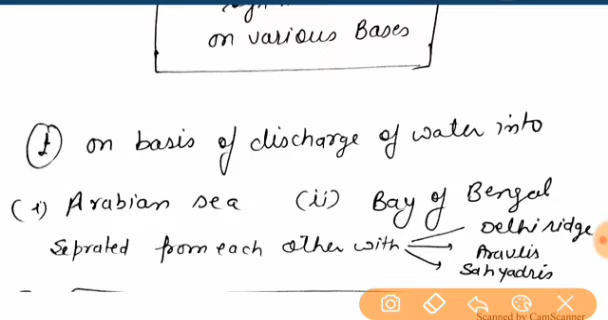 on various Bases
(1) on basis of discharge of water into
(i) Arabian sea (ii) Bay of Bengal
Seprated from each other with Delhi ridge
Aravlis
Sahyadris
Scanned by CamScanner